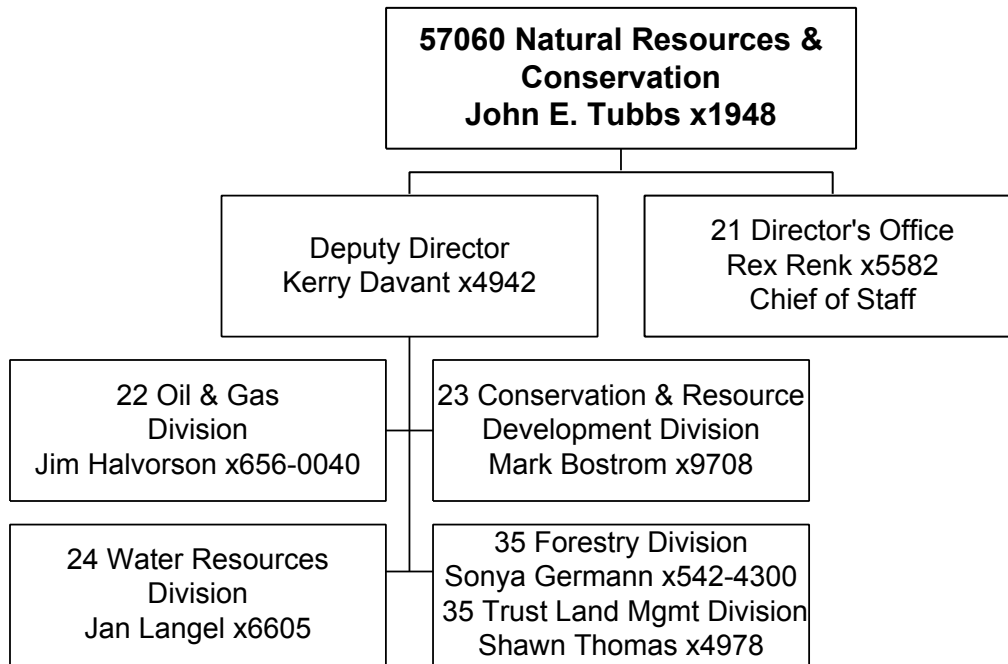 57060 Natural Resources &
Conservation
John E. Tubbs x1948
Deputy Director
Kerry Davant x4942
21 Director's Office
Rex Renk x5582
Chief of Staff
22 Oil & Gas
Division
Jim Halvorson x656-0040
23 Conservation & Resource
Development Division
Mark Bostrom x9708
24 Water Resources
Division
Jan Langel x6605
35 Forestry Division
Sonya Germann x542-4300
35 Trust Land Mgmt Division
Shawn Thomas x4978